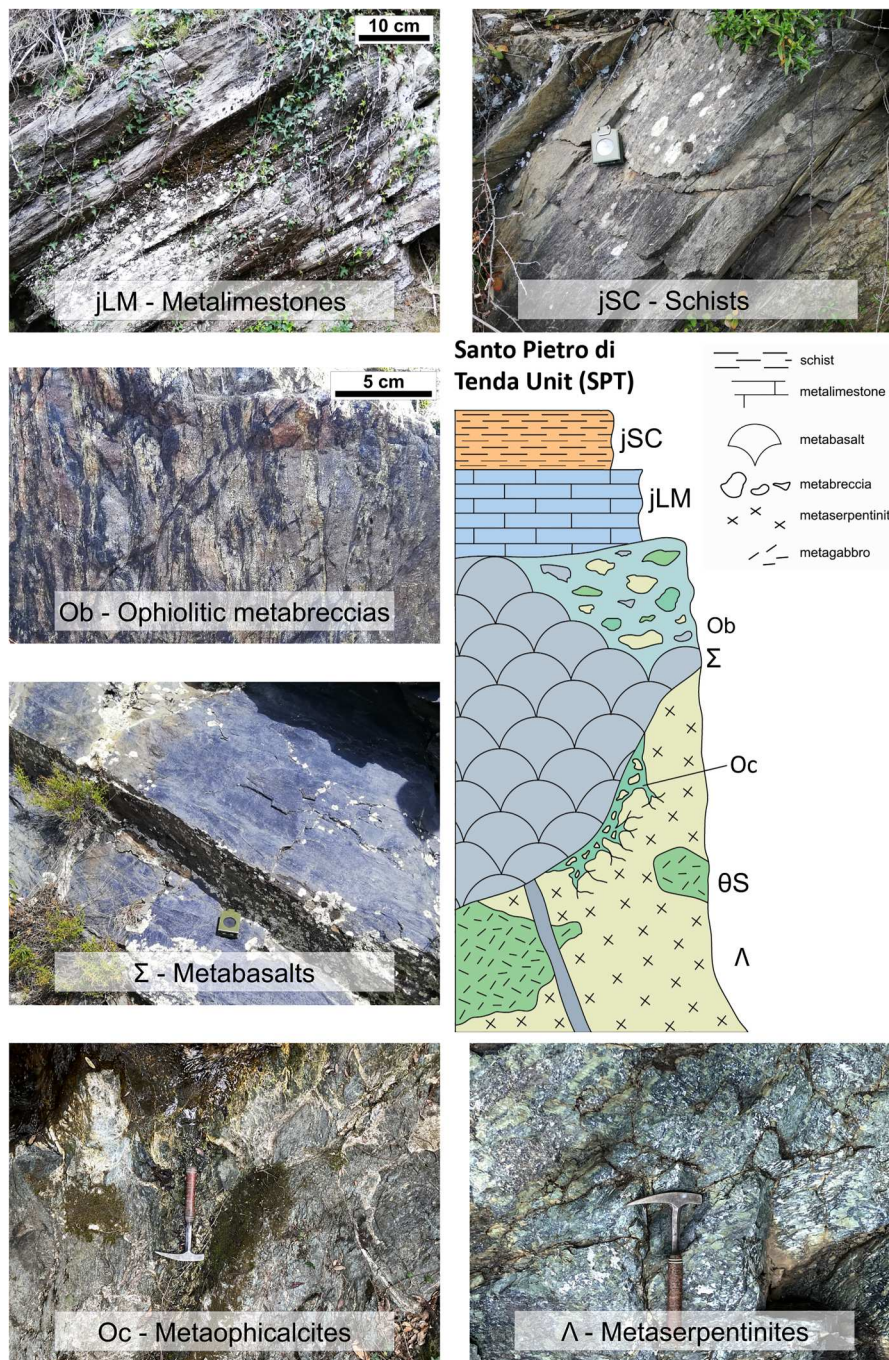 10 cm
jLM - Metalimestones
jSC - Schists
5 cm
Ob - Ophiolitic metabreccias
Santo Pietro di
Tenda Unit (SPT)
schist
metalimestone
metabasalt
metabreccia
metaserpentinit
metagabbro
jSC
jLM
Ob
Σ
Oc
θS
Λ
Σ - Metabasalts
Oc - Metaophicalcites
Λ - Metaserpentinites